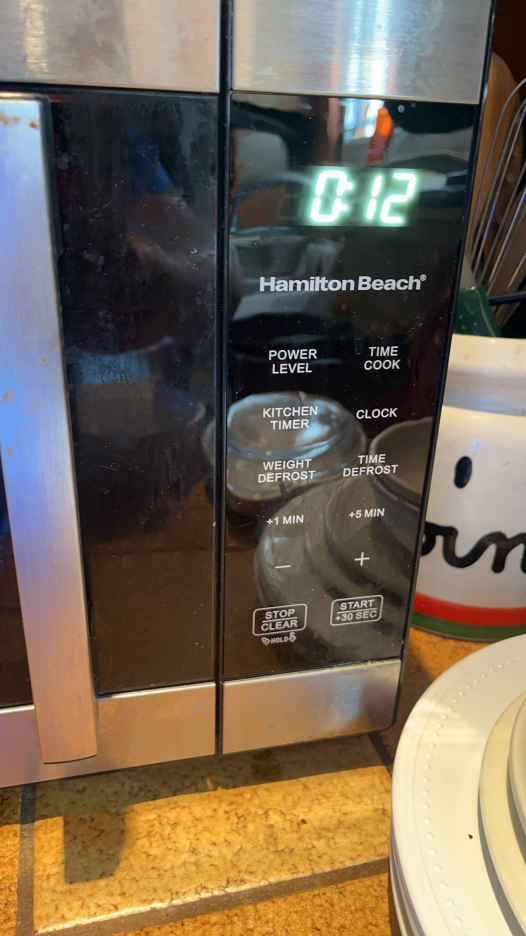 0:12
Hamilton Beach®
POWER
LEVEL
TIME
COOK
KITCHEN
TIMER
CLOCK
WEIGHT
DEFROST
TIME
DEFROST
+1 MIN
+5 MIN
−
+
STOP
CLEAR
HOLD
START
+30 SEC